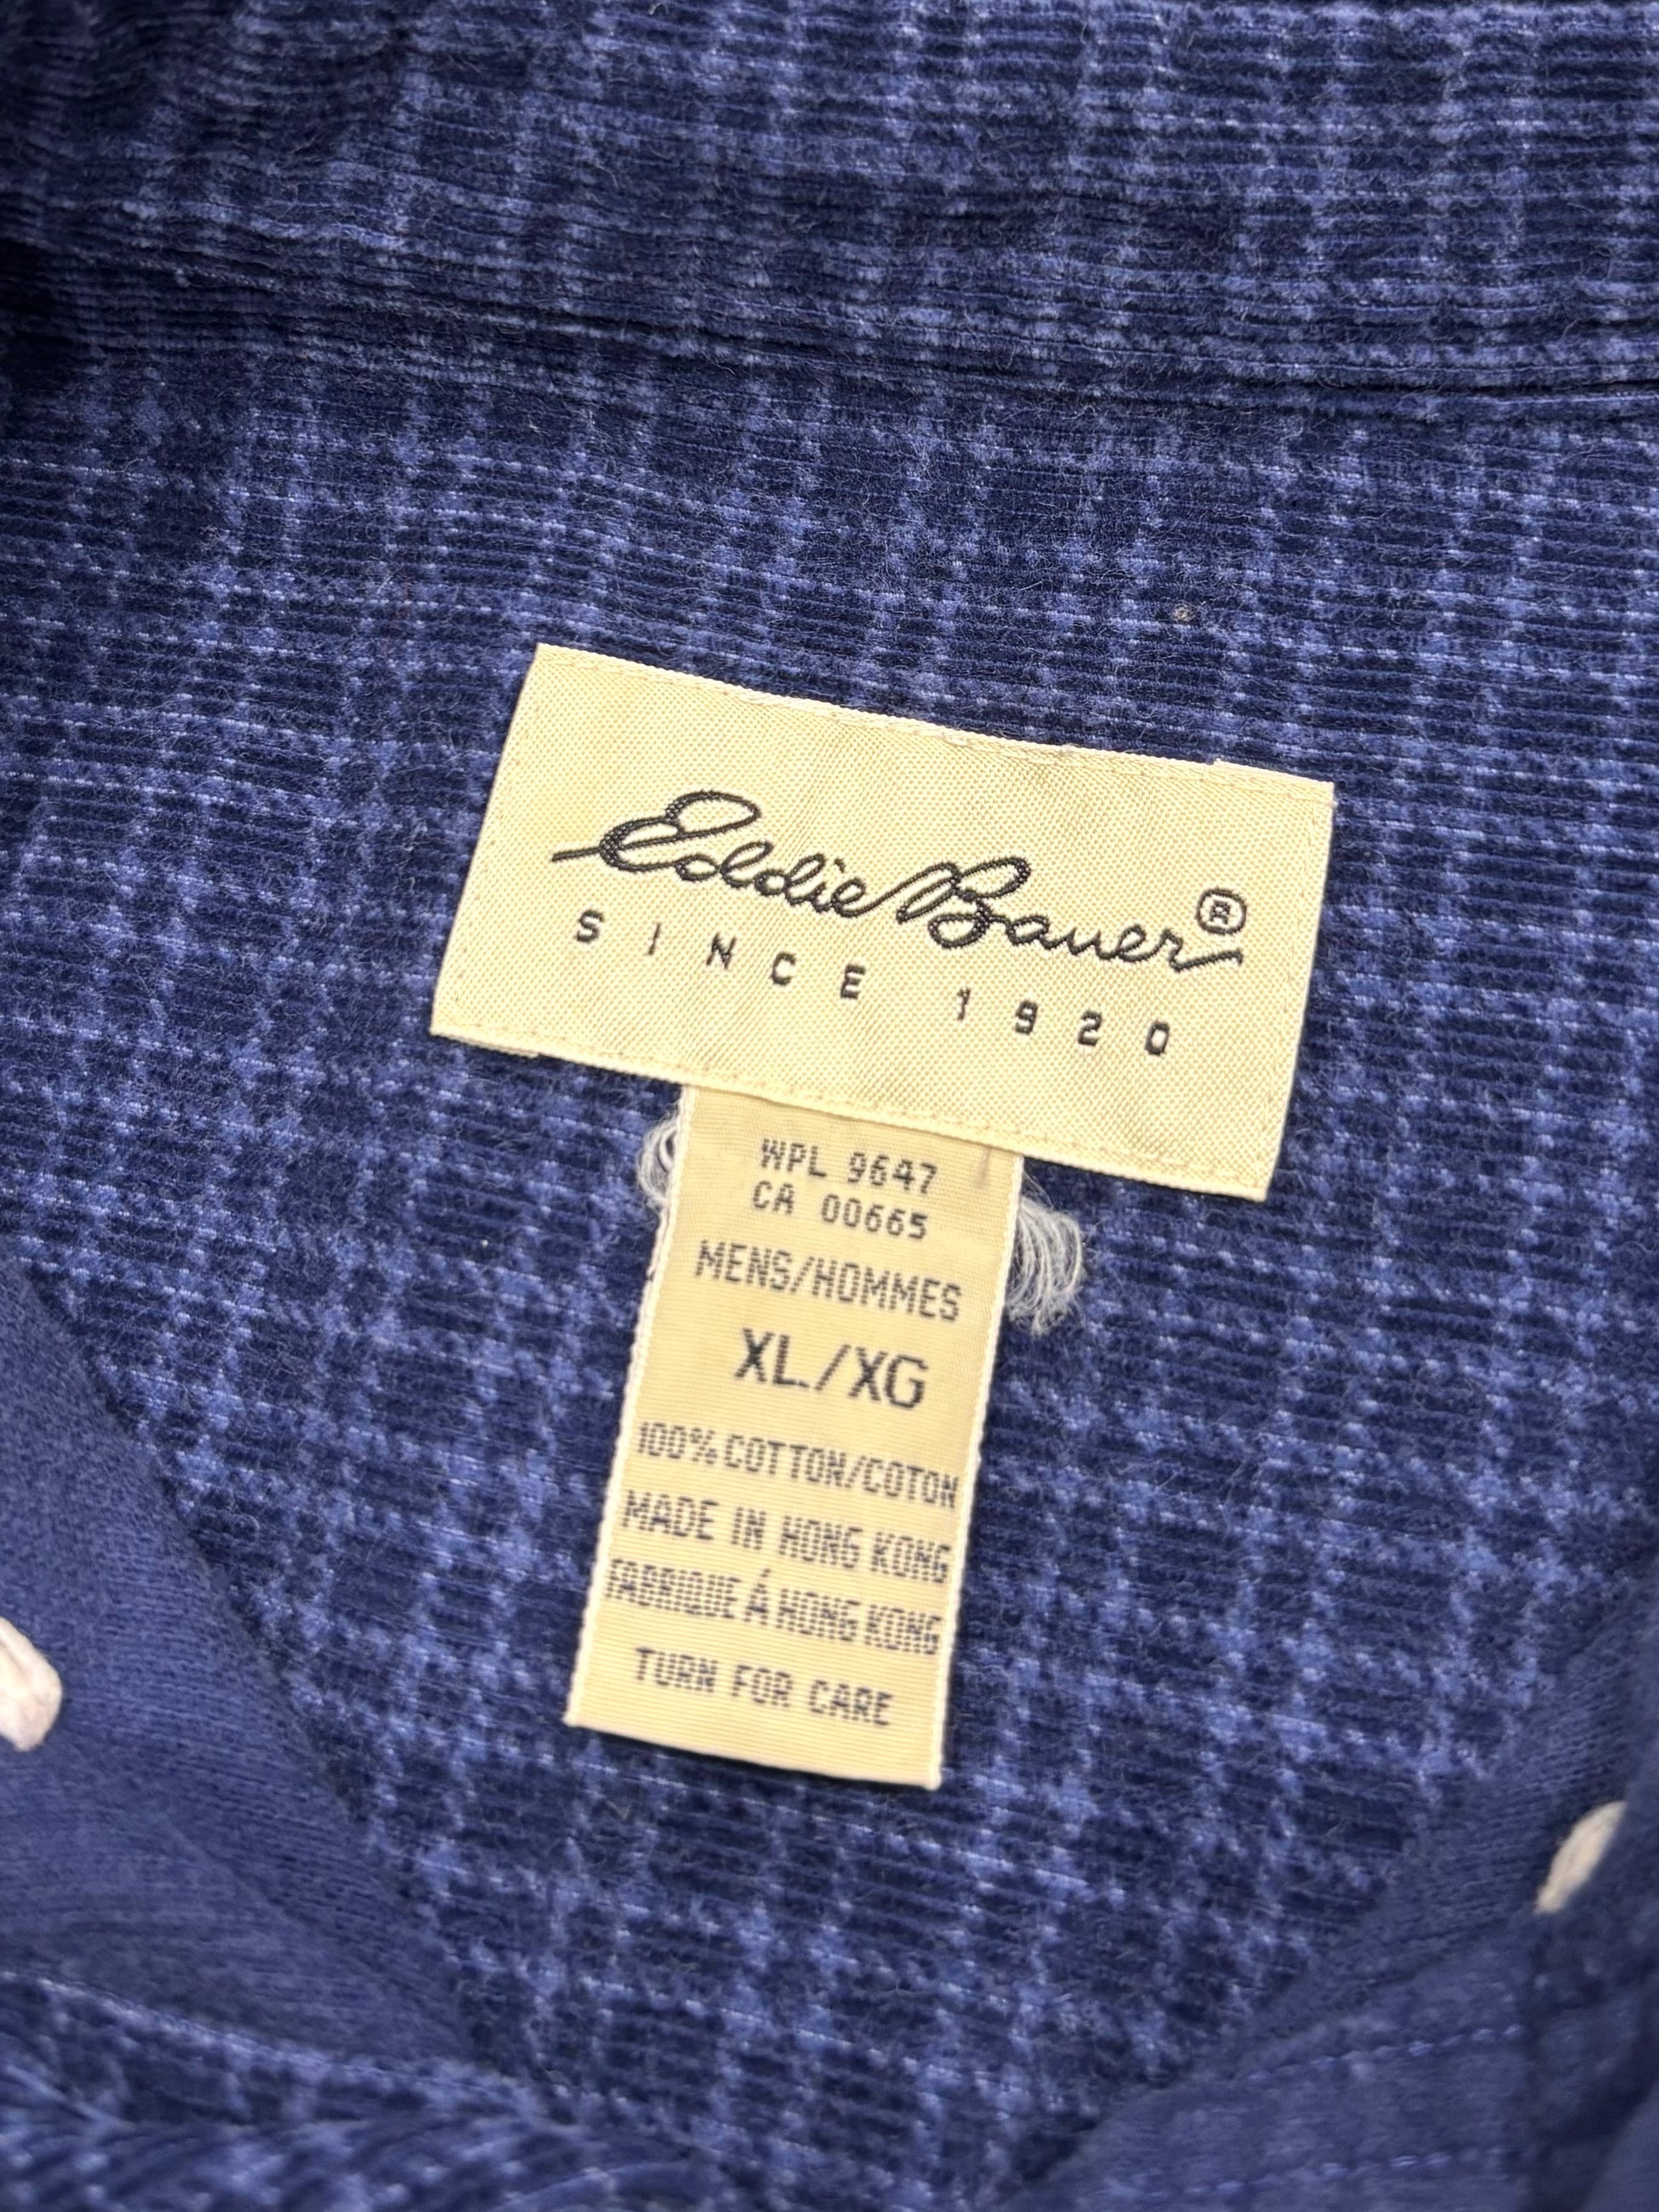 Eddie Bauer®
SINCE 1920
WPL 9647
CA 00665
MENS/HOMMES
XL/XG
100% COTTON/COTON
MADE IN HONG KONG
FABRIQUE Á HONG KONG
TURN FOR CARE